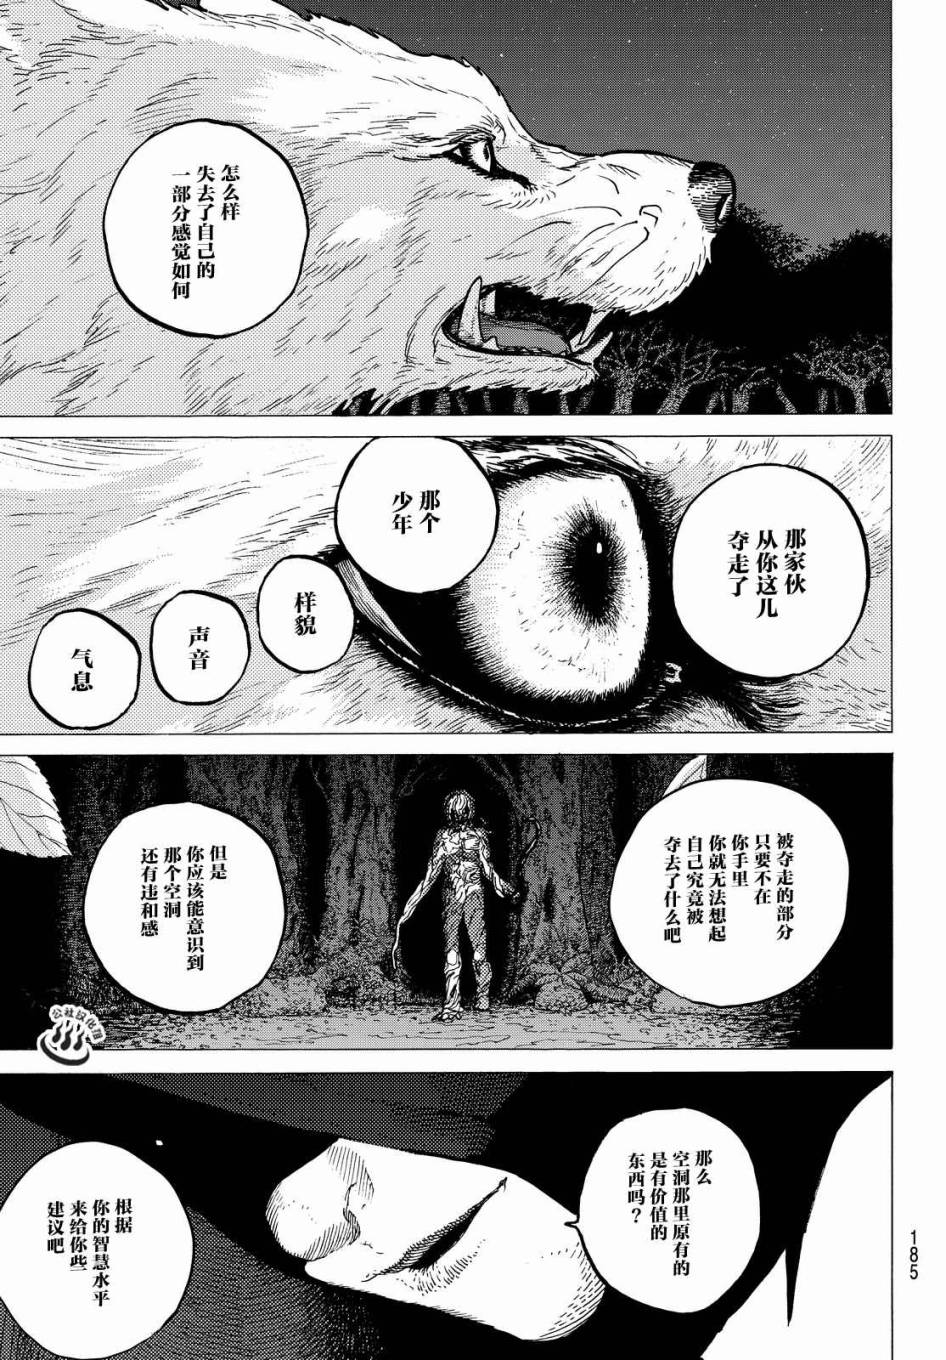 怎么样
失去了自己的
一部分感觉如何
那家伙
从你这儿
夺走了
那个
少年
样貌
声音
气息
被夺走的部分
只要不在
你手里
你就无法想起
自己究竟被
夺去了什么吧
但是
你应该能意识到
那个空洞
还有违和感
那么
空洞那里原有的
是有价值的
东西吗？
根据
你的智慧水平
来给你些
建议吧
185